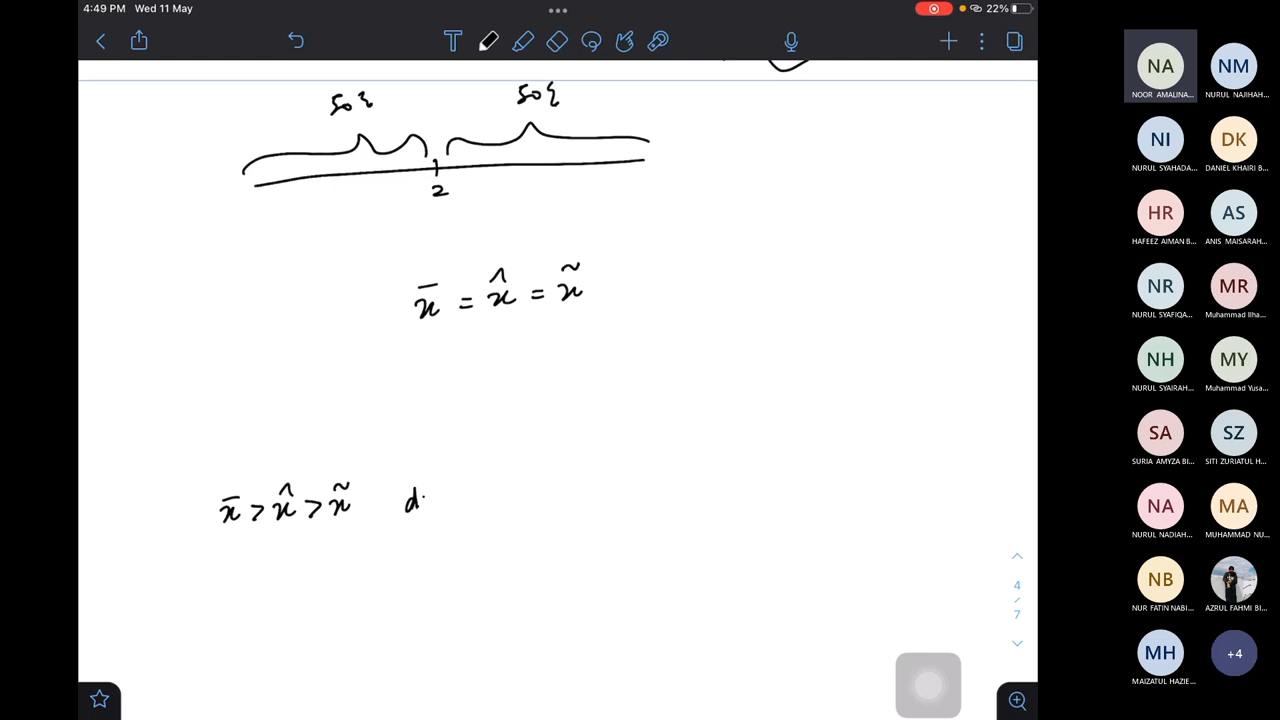 4:49 PM Wed 11 May
22%
50% 50%
2
x̄ = x̂ = x̃
x̄ > x̂ > x̃ d
4
/
7
NA NM
NOOR AMALINA... NURUL NAJIHAH...
NI DK
NURUL SYAHADA... DANIEL KHAIRI B...
HR AS
HAFEEZ AIMAN B... ANIS MAISARAH...
NR MR
NURUL SYAFIQA... Muhammad Ilha...
NH MY
NURUL SYAIRAH... Muhammad Yusa...
SA SZ
SURIA AMYZA BI... SITI ZURIATUL H...
NA MA
NURUL NADIAH... MUHAMMAD NU...
NB
NUR FATIN NABI... AZRUL FAHMI BI...
MH +4
MAIZATUL HAZIE...